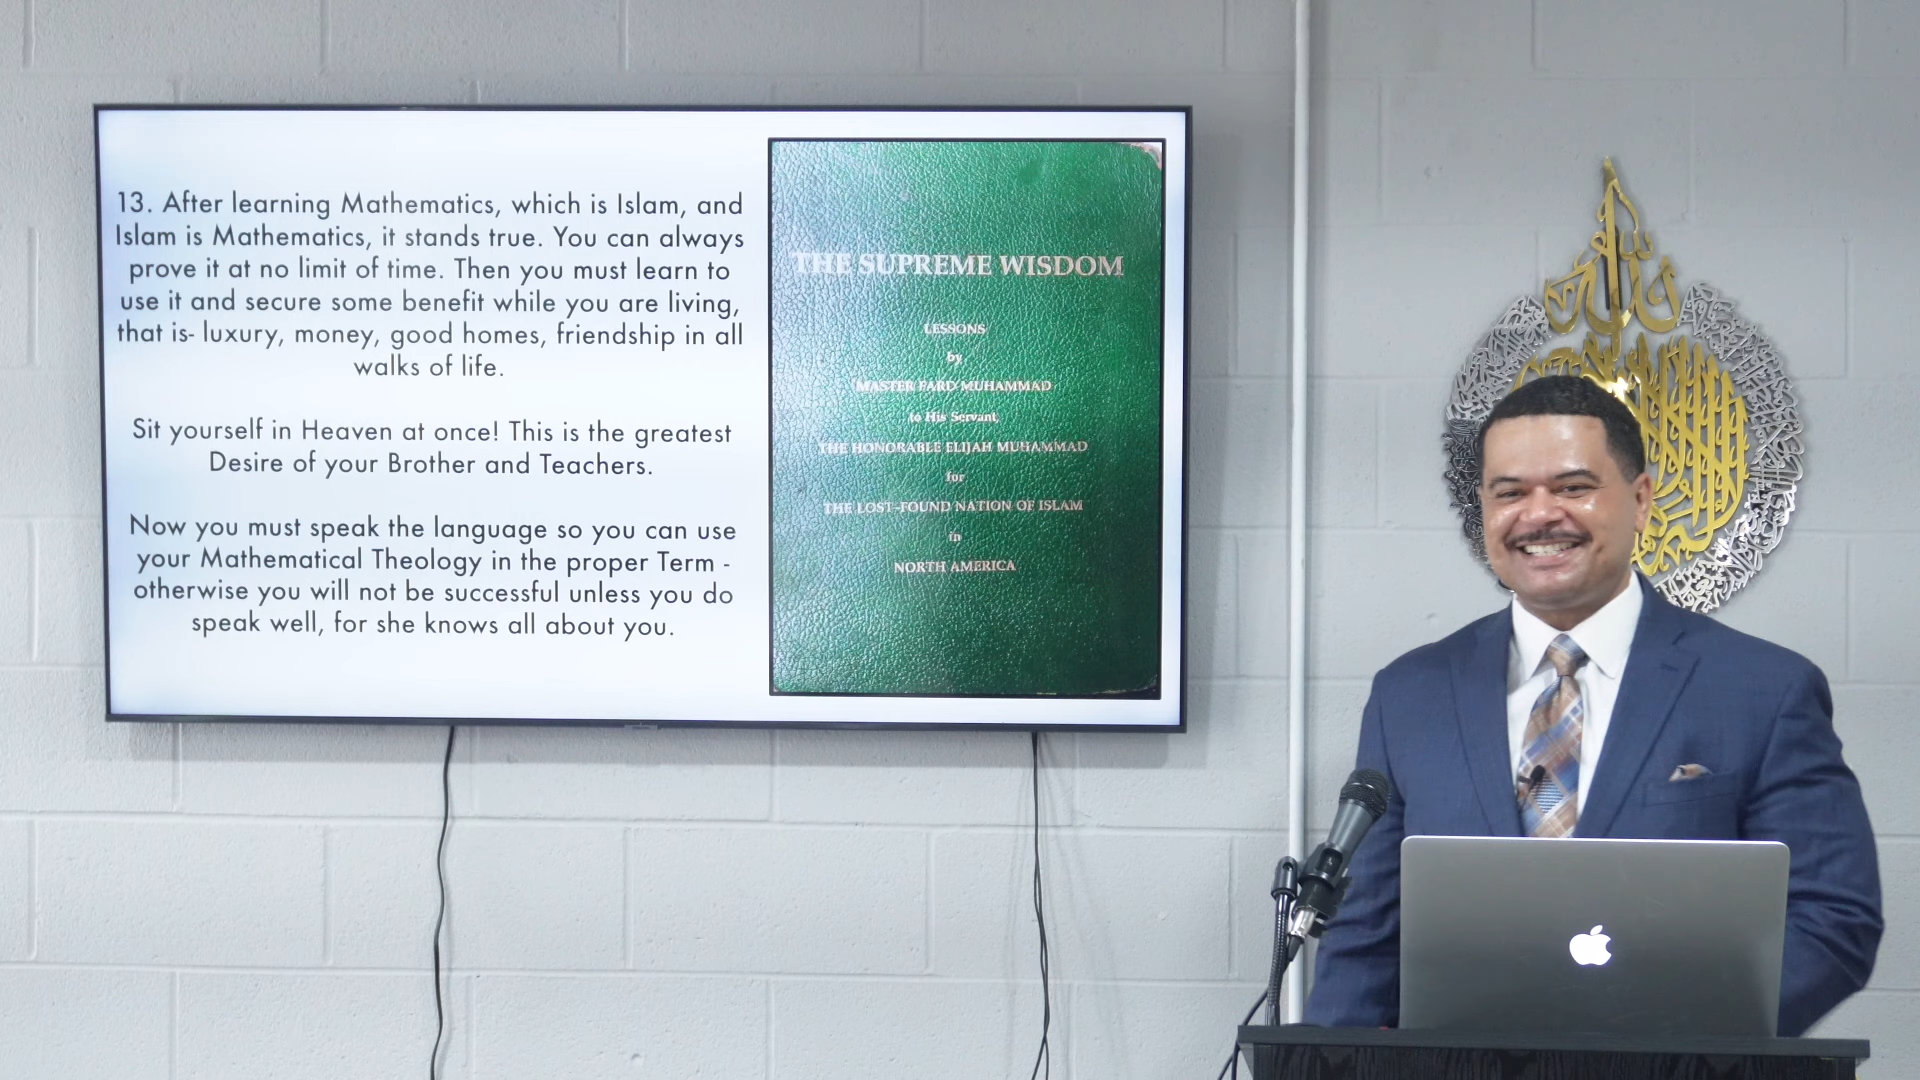 13. After learning Mathematics, which is Islam, and
Islam is Mathematics, it stands true. You can always
prove it at no limit of time. Then you must learn to
use it and secure some benefit while you are living,
that is- luxury, money, good homes, friendship in all
walks of life.
Sit yourself in Heaven at once! This is the greatest
Desire of your Brother and Teachers.
Now you must speak the language so you can use
your Mathematical Theology in the proper Term -
otherwise you will not be successful unless you do
speak well, for she knows all about you.
THE SUPREME WISDOM
LESSONS
by
MASTER FARD MUHAMMAD
to His Servant,
THE HONORABLE ELIJAH MUHAMMAD
for
THE LOST-FOUND NATION OF ISLAM
in
NORTH AMERICA